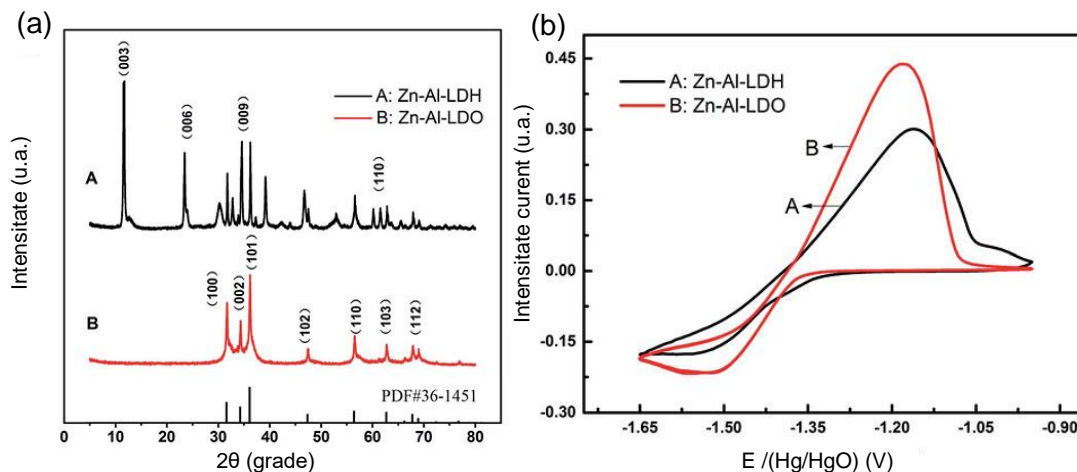 (a)
Intensitate (u.a.)
(003)
(006)
(009)
(110)
A: Zn-Al-LDH
B: Zn-Al-LDO
A
(100)
(002)
(101)
(102)
(110)
(103)
(112)
B
PDF#36-1451
0 10 20 30 40 50 60 70 80
2θ (grade)
(b)
Intensitate curent (u.a.)
0.45
0.30
0.15
0.00
-0.15
-0.30
A: Zn-Al-LDH
B: Zn-Al-LDO
B
A
-1.65 -1.50 -1.35 -1.20 -1.05 -0.90
E /(Hg/HgO) (V)